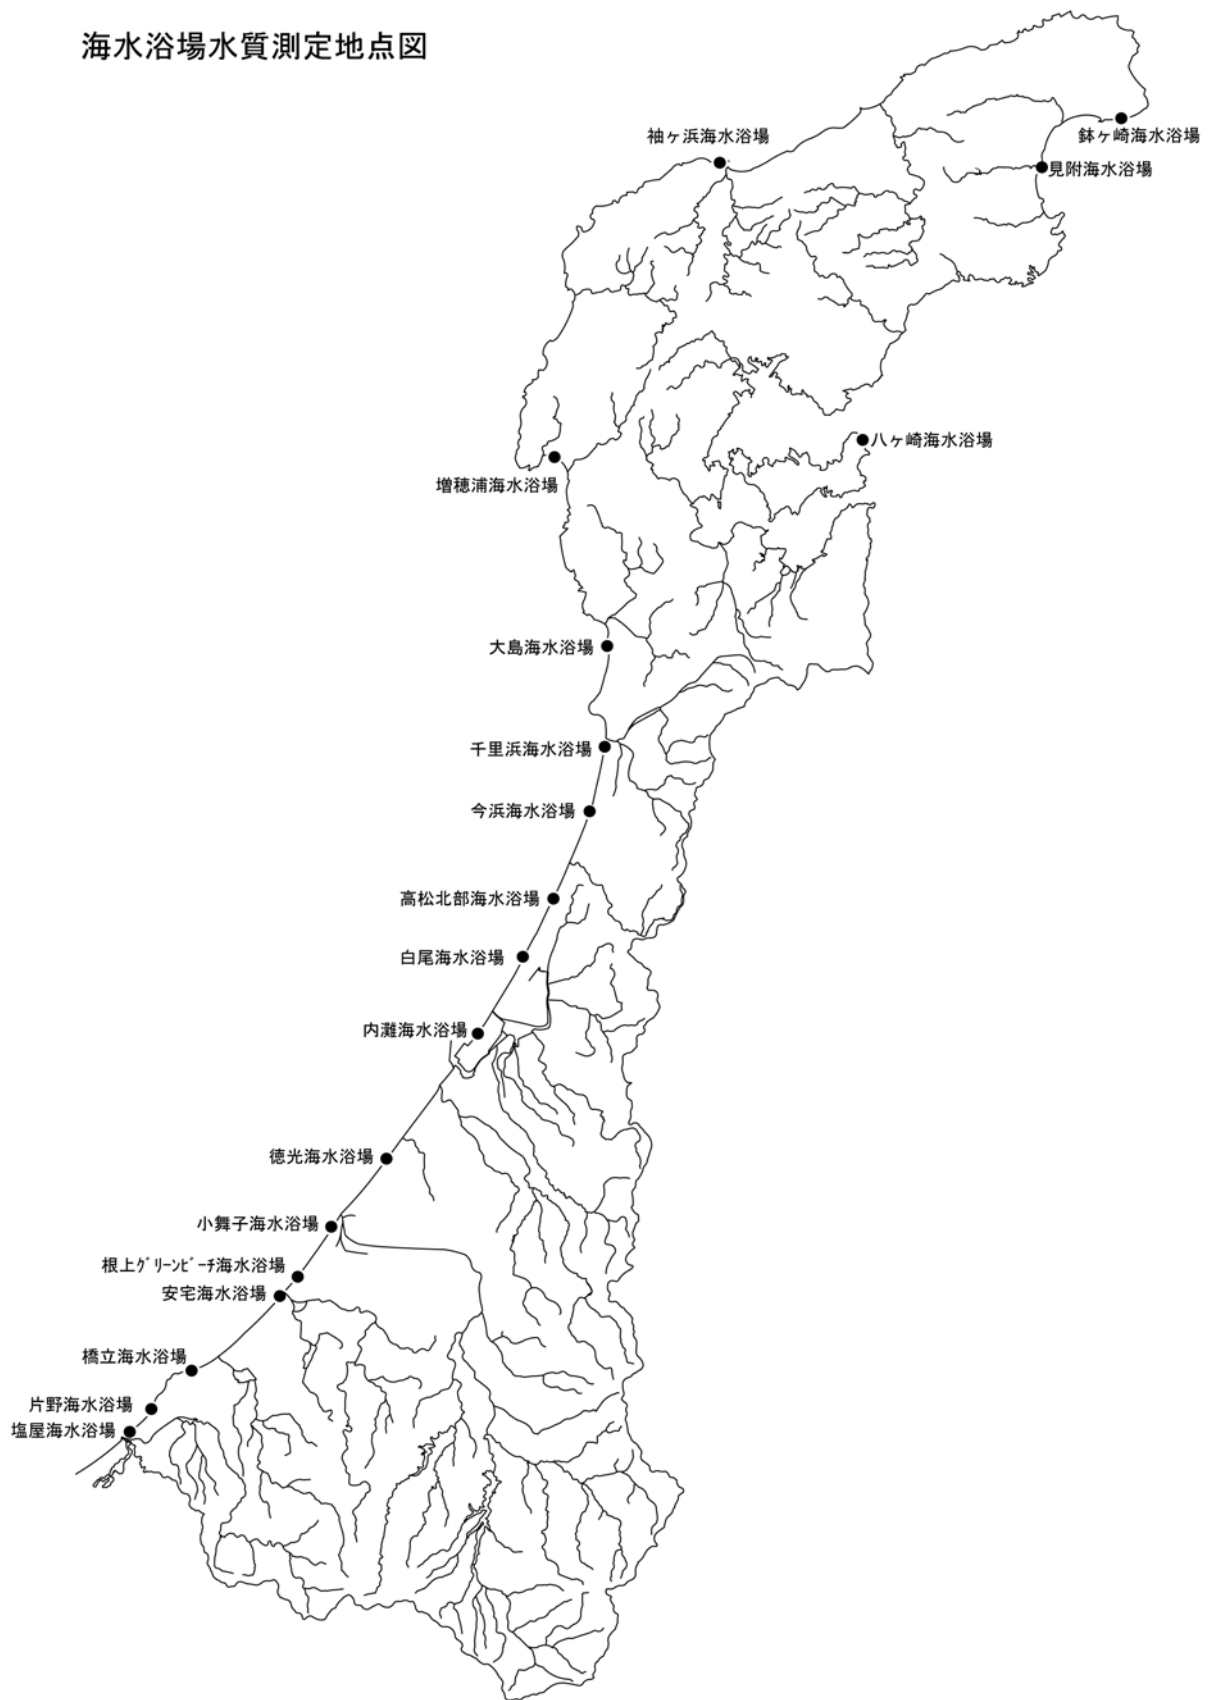 海水浴場水質測定地点図
鉢ヶ崎海水浴場
袖ヶ浜海水浴場
見附海水浴場
八ヶ崎海水浴場
増穂浦海水浴場
大島海水浴場
千里浜海水浴場
今浜海水浴場
高松北部海水浴場
白尾海水浴場
内灘海水浴場
徳光海水浴場
小舞子海水浴場
根上グリーンビーチ海水浴場
安宅海水浴場
橋立海水浴場
片野海水浴場
塩屋海水浴場